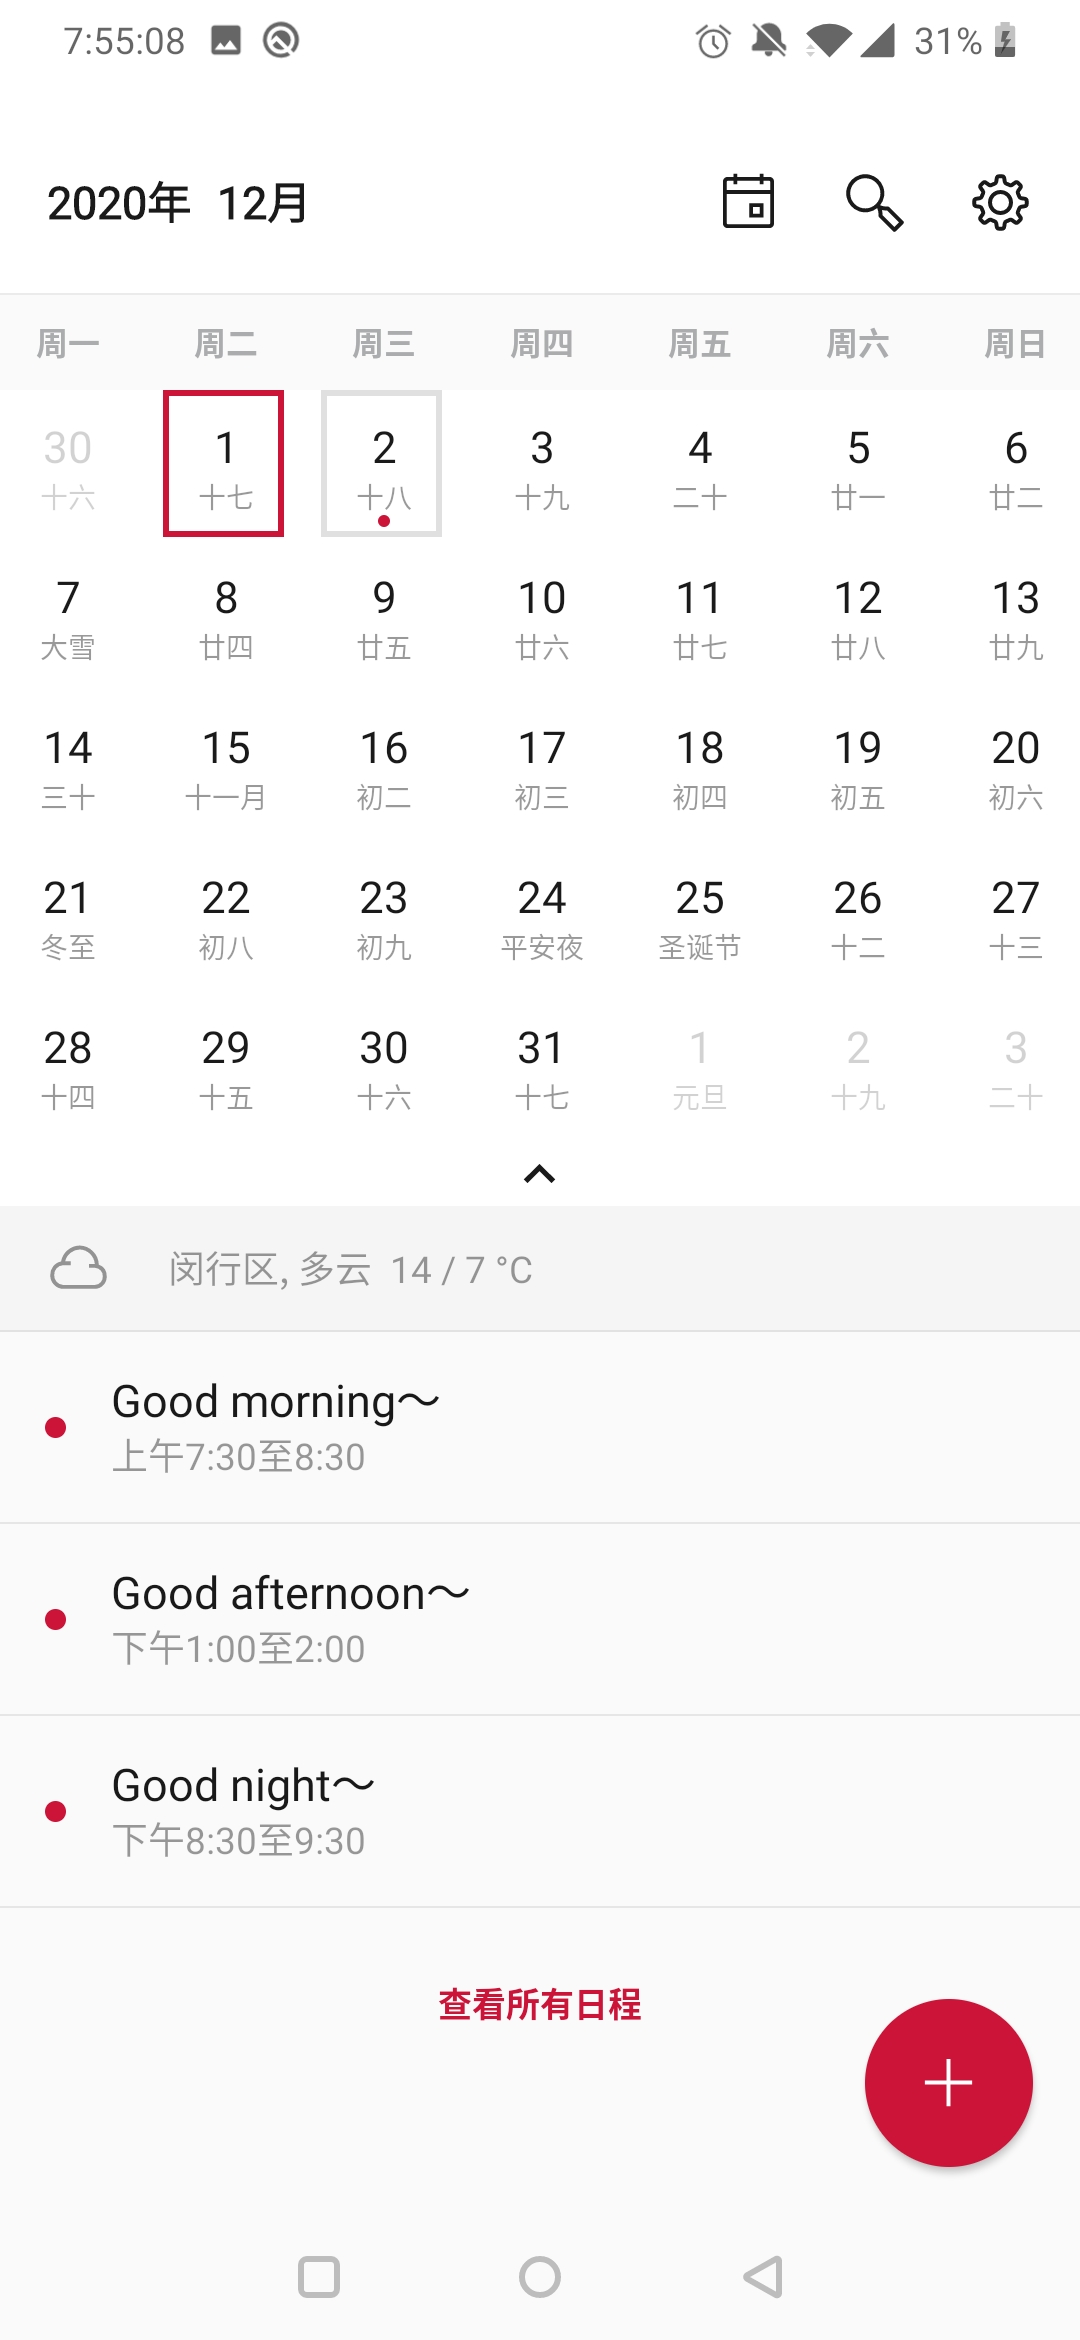 7:55:08 31%
2020年 12月
周一 周二 周三 周四 周五 周六 周日
30 1 2 3 4 5 6
十六 十七 十八 十九 二十 廿一 廿二
7 8 9 10 11 12 13
大雪 廿四 廿五 廿六 廿七 廿八 廿九
14 15 16 17 18 19 20
三十 十一月 初二 初三 初四 初五 初六
21 22 23 24 25 26 27
冬至 初八 初九 平安夜 圣诞节 十二 十三
28 29 30 31 1 2 3
十四 十五 十六 十七 元旦 十九 二十
闵行区, 多云 14 / 7 °C
Good morning～
上午7:30至8:30
Good afternoon～
下午1:00至2:00
Good night～
下午8:30至9:30
查看所有日程